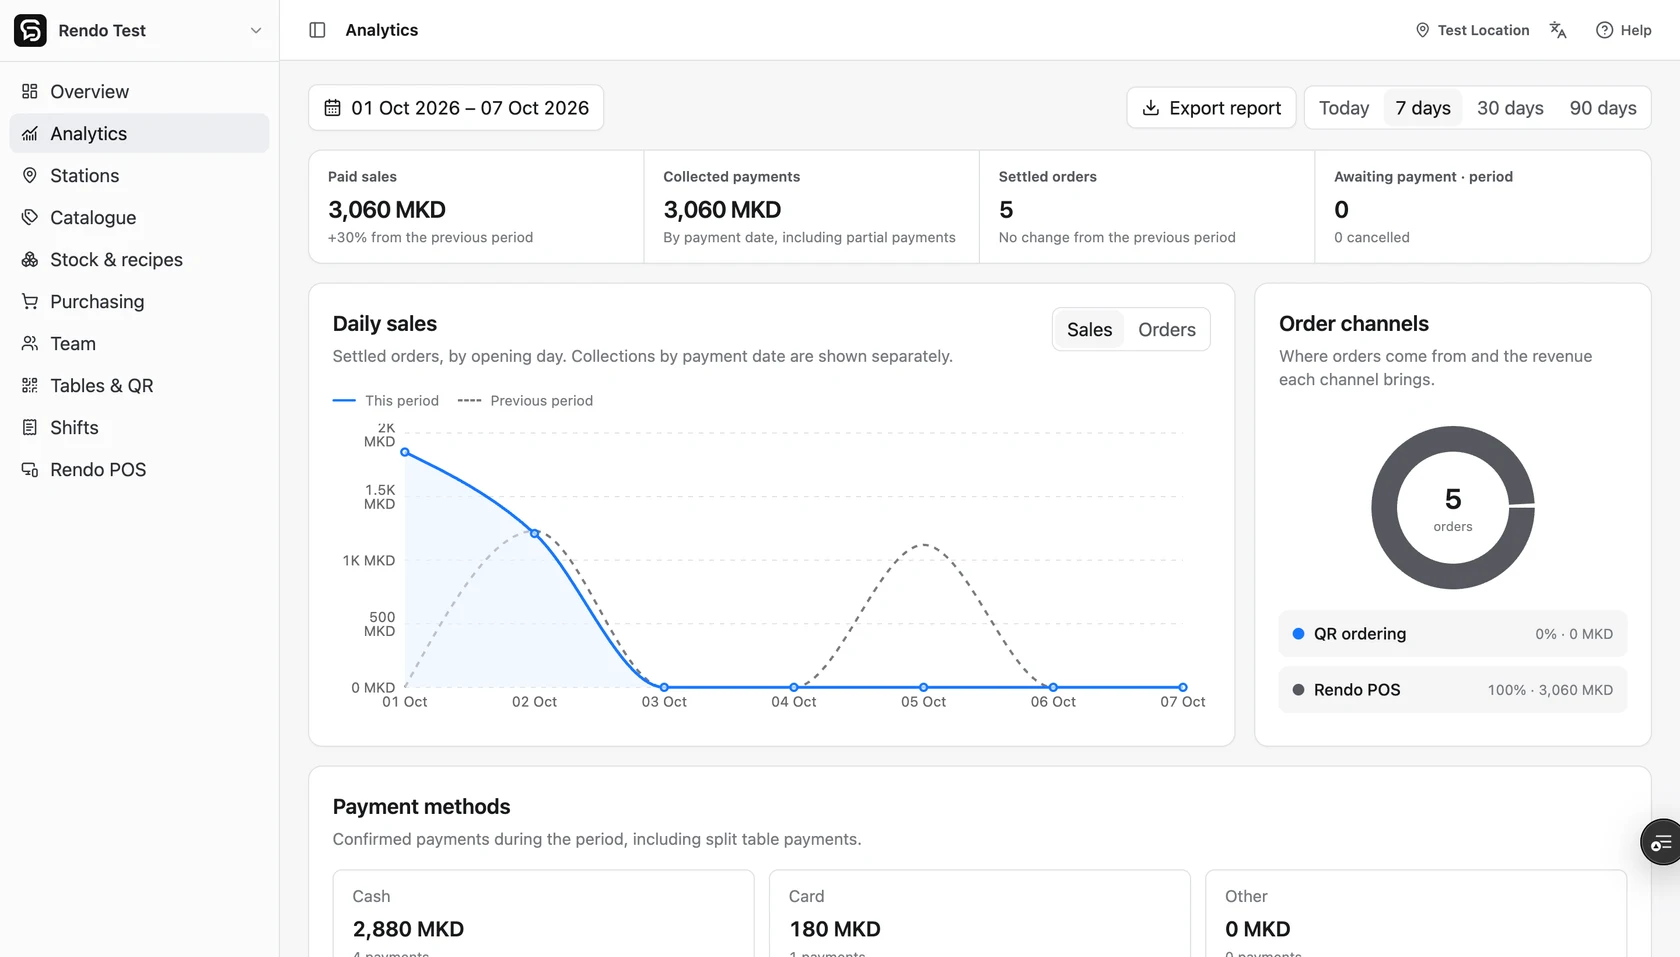 Rendo Test
Analytics
Test Location
Help
Overview
Analytics
Stations
Catalogue
Stock & recipes
Purchasing
Team
Tables & QR
Shifts
Rendo POS
01 Oct 2026 – 07 Oct 2026
Export report
Today
7 days
30 days
90 days
Paid sales
3,060 MKD
+30% from the previous period
Collected payments
3,060 MKD
By payment date, including partial payments
Settled orders
5
No change from the previous period
Awaiting payment · period
0
0 cancelled
Daily sales
Settled orders, by opening day. Collections by payment date are shown separately.
Sales
Orders
This period
Previous period
2K
MKD
1.5K
MKD
1K MKD
500
MKD
0 MKD
01 Oct
02 Oct
03 Oct
04 Oct
05 Oct
06 Oct
07 Oct
Order channels
Where orders come from and the revenue
each channel brings.
5
orders
QR ordering
0% · 0 MKD
Rendo POS
100% · 3,060 MKD
Payment methods
Confirmed payments during the period, including split table payments.
Cash
2,880 MKD
4 payments
Card
180 MKD
1 payments
Other
0 MKD
0 payments